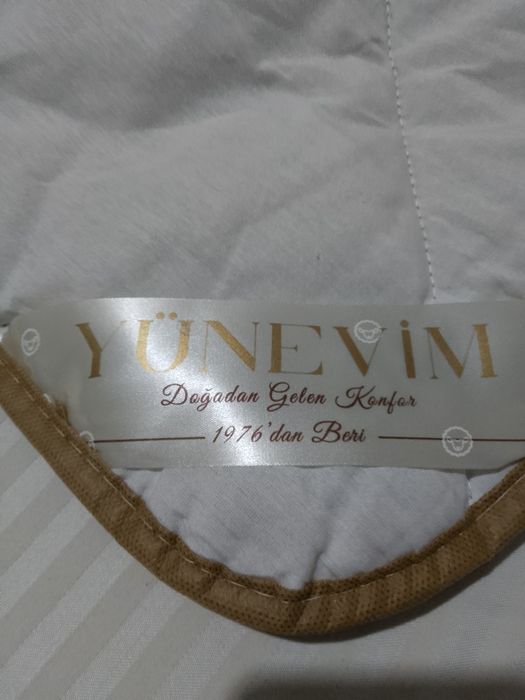 YÜNEVİM
Doğadan Gelen Konfor
1976'dan Beri